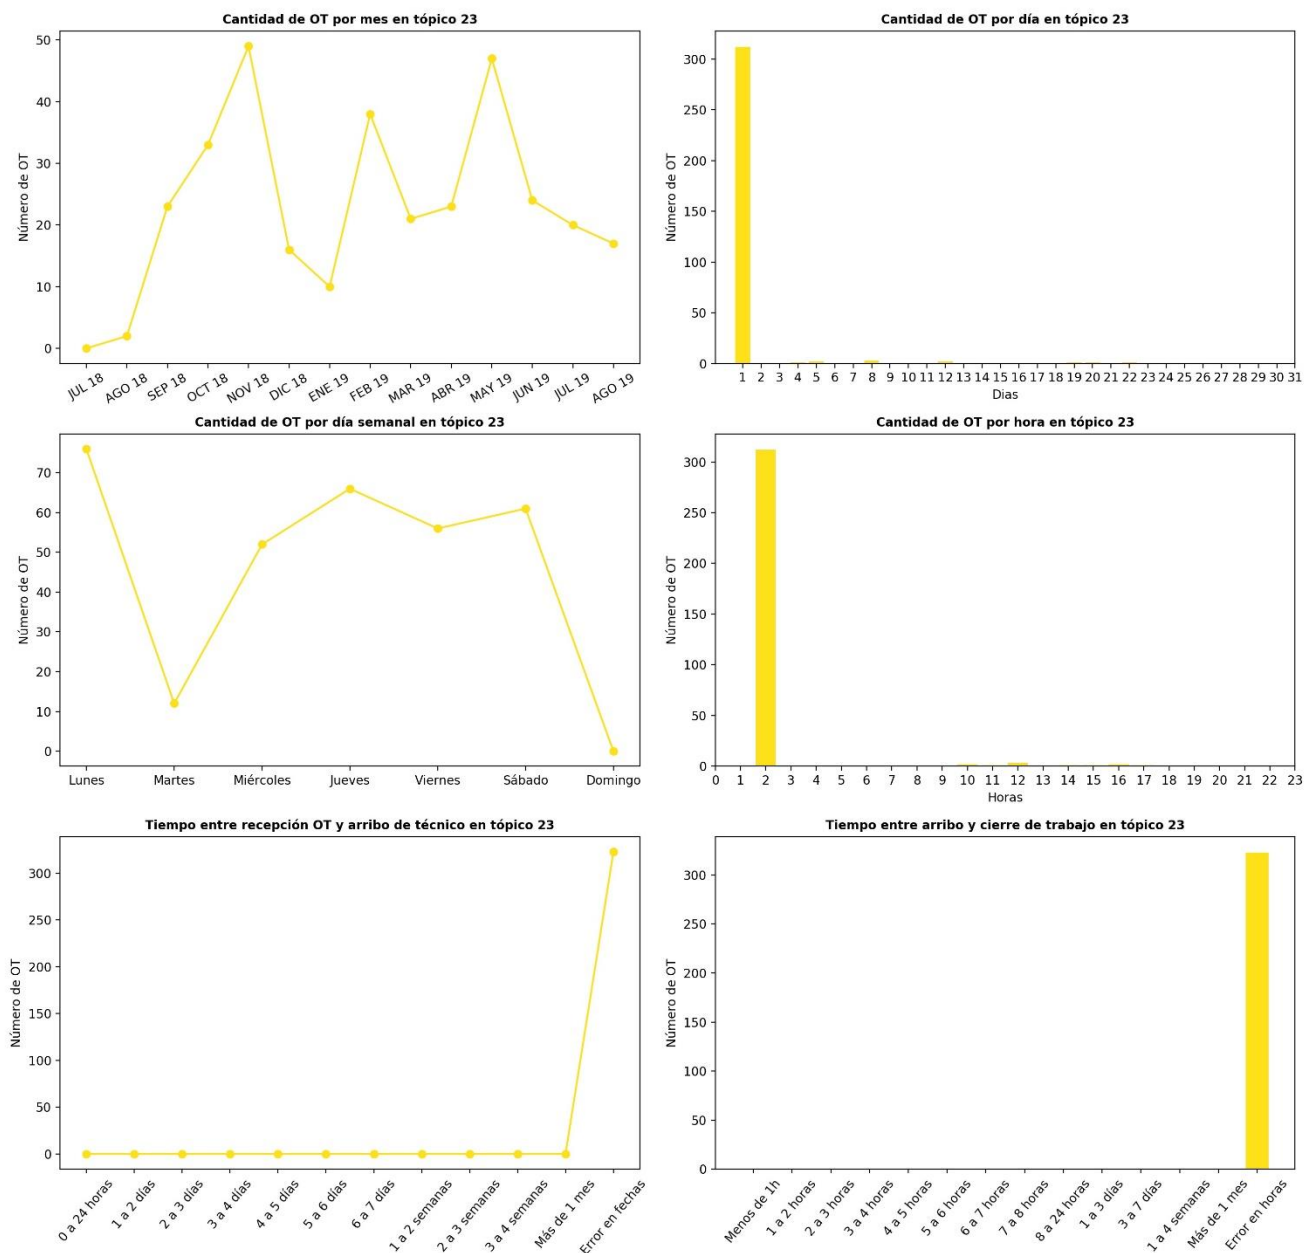 Cantidad de OT por mes en tópico 23
Número de OT
50
40
30
20
10
0
JUL 18 AGO 18 SEP 18 OCT 18 NOV 18 DIC 18 ENE 19 FEB 19 MAR 19 ABR 19 MAY 19 JUN 19 JUL 19 AGO 19
Cantidad de OT por día en tópico 23
Número de OT
300
250
200
150
100
50
0
1 2 3 4 5 6 7 8 9 10 11 12 13 14 15 16 17 18 19 20 21 22 23 24 25 26 27 28 29 30 31
Dias
Cantidad de OT por día semanal en tópico 23
Número de OT
70
60
50
40
30
20
10
0
Lunes Martes Miércoles Jueves Viernes Sábado Domingo
Cantidad de OT por hora en tópico 23
Número de OT
300
250
200
150
100
50
0
0 1 2 3 4 5 6 7 8 9 10 11 12 13 14 15 16 17 18 19 20 21 22 23
Horas
Tiempo entre recepción OT y arribo de técnico en tópico 23
Número de OT
300
250
200
150
100
50
0
0 a 24 horas 1 a 2 días 2 a 3 días 3 a 4 días 4 a 5 días 5 a 6 días 6 a 7 días 1 a 2 semanas 2 a 3 semanas 3 a 4 semanas Más de 1 mes Error en fechas
Tiempo entre arribo y cierre de trabajo en tópico 23
Número de OT
300
250
200
150
100
50
0
Menos de 1h 1 a 2 horas 2 a 3 horas 3 a 4 horas 4 a 5 horas 5 a 6 horas 6 a 7 horas 7 a 8 horas 8 a 24 horas 1 a 3 días 3 a 7 días 1 a 4 semanas Más de 1 mes Error en horas